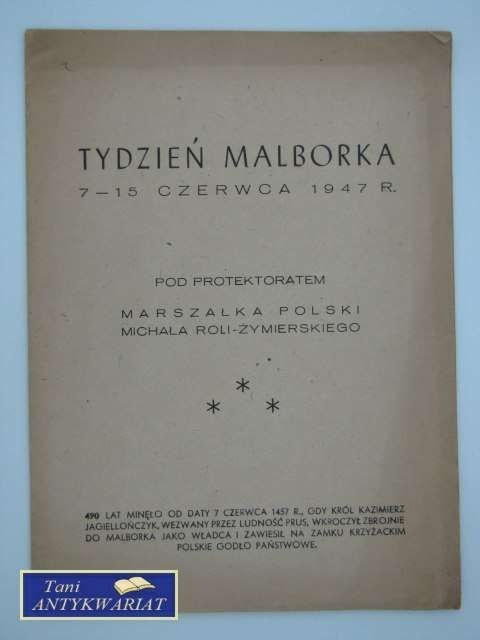 TYDZIEŃ MALBORKA
7—15 CZERWCA 1947 R.
POD PROTEKTORATEM
MARSZAŁKA POLSKI
MICHAŁA ROLI-ŻYMIERSKIEGO
* * *
490 LAT MINĘŁO OD DATY 7 CZERWCA 1457 R., GDY KRÓL KAZIMIERZ
JAGIELLOŃCZYK, WEZWANY PRZEZ LUDNOŚĆ PRUS, WKROCZYŁ ZBROJNIE
DO MALBORKA JAKO WŁADCA I ZAWIESIŁ NA ZAMKU KRZYŻACKIM
POLSKIE GODŁO PAŃSTWOWE.
Tani
ANTYKWARIAT